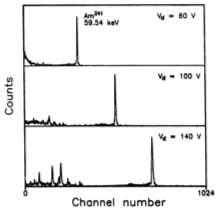 Am241
59.54 keV
Vd = 60 V
Vd = 100 V
Vd = 140 V
Counts
0
1024
Channel number